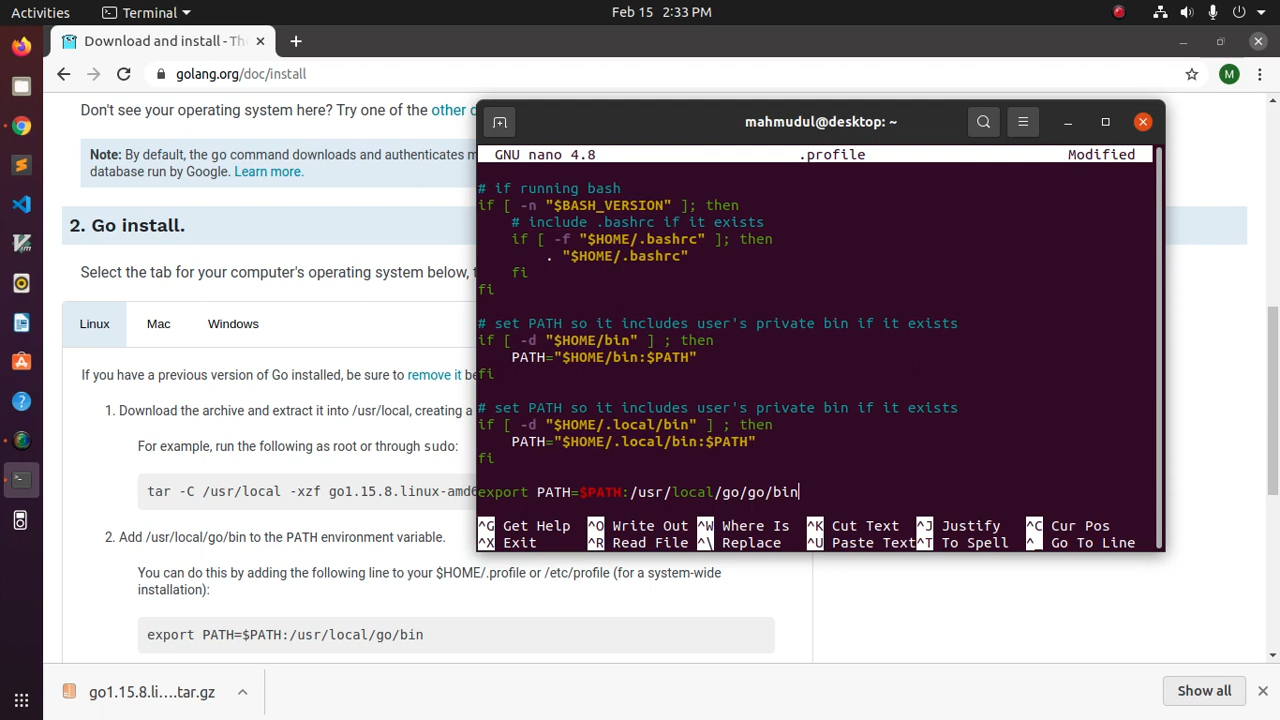 Activities
Terminal
Feb 15 2:33 PM
Download and install - Th
golang.org/doc/install
M
Don't see your operating system here? Try one of the other
Note: By default, the go command downloads and authenticates
database run by Google. Learn more.
2. Go install.
Select the tab for your computer's operating system below,
Linux
Mac
Windows
If you have a previous version of Go installed, be sure to remove it be
1. Download the archive and extract it into /usr/local, creating a
For example, run the following as root or through sudo:
tar -C /usr/local -xzf go1.15.8.linux-amd6
2. Add /usr/local/go/bin to the PATH environment variable.
You can do this by adding the following line to your $HOME/.profile or /etc/profile (for a system-wide
installation):
export PATH=$PATH:/usr/local/go/bin
mahmudul@desktop: ~
GNU nano 4.8 .profile Modified
# if running bash
if [ -n "$BASH_VERSION" ]; then
# include .bashrc if it exists
if [ -f "$HOME/.bashrc" ]; then
. "$HOME/.bashrc"
fi
fi
# set PATH so it includes user's private bin if it exists
if [ -d "$HOME/bin" ] ; then
PATH="$HOME/bin:$PATH"
fi
# set PATH so it includes user's private bin if it exists
if [ -d "$HOME/.local/bin" ] ; then
PATH="$HOME/.local/bin:$PATH"
fi
export PATH=$PATH:/usr/local/go/go/bin
^G Get Help ^O Write Out ^W Where Is ^K Cut Text ^J Justify ^C Cur Pos
^X Exit ^R Read File ^\ Replace ^U Paste Text ^T To Spell ^_ Go To Line
go1.15.8.li....tar.gz
Show all